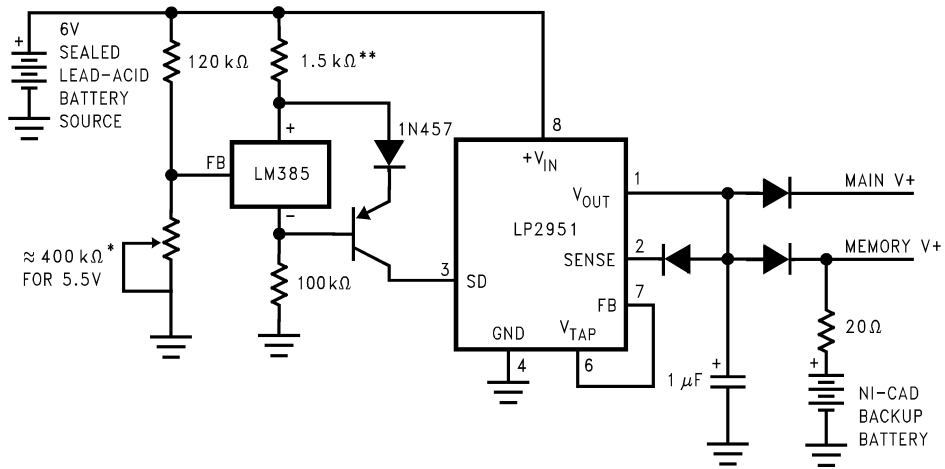 +
6V
SEALED
LEAD-ACID
BATTERY
SOURCE
120 kΩ
1.5 kΩ**
FB
+
LM385
−
1N457
≈ 400 kΩ*
FOR 5.5V
100kΩ
8
+VIN
1
VOUT
MAIN V+
LP2951
2
SENSE
MEMORY V+
3
SD
7
FB
GND
VTAP
4
6
+
1 μF
20Ω
+
NI-CAD
BACKUP
BATTERY